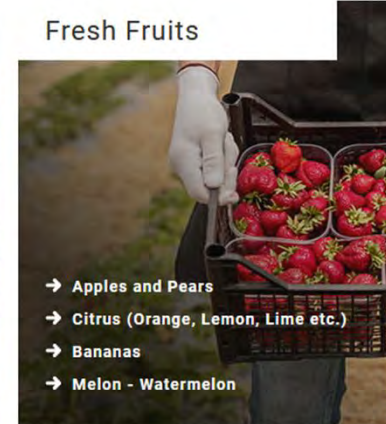 Fresh Fruits
➔ Apples and Pears
➔ Citrus (Orange, Lemon, Lime etc.)
➔ Bananas
➔ Melon - Watermelon